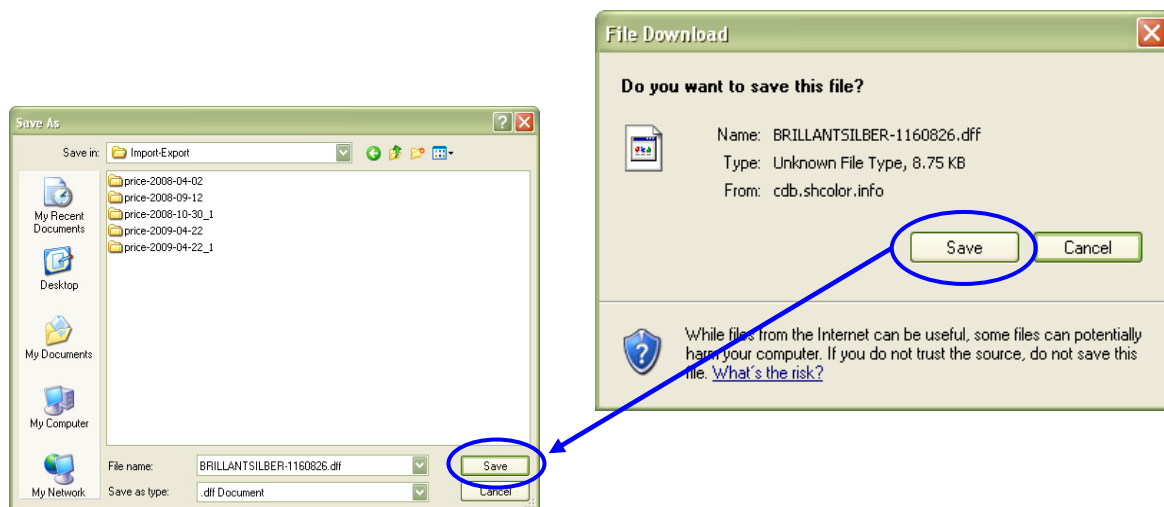 File Download
Do you want to save this file?
Name: BRILLANTSILBER-1160826.dff
Type: Unknown File Type, 8.75 KB
From: cdb.shcolor.info
Save
Cancel
While files from the Internet can be useful, some files can potentially
harm your computer. If you do not trust the source, do not save this
file. What's the risk?
Save As
Save in: Import-Export
price-2008-04-02
price-2008-09-12
price-2008-10-30_1
price-2009-04-22
price-2009-04-22_1
My Recent
Documents
Desktop
My Documents
My Computer
My Network
File name: BRILLANTSILBER-1160826.dff
Save
Save as type: .dff Document
Cancel